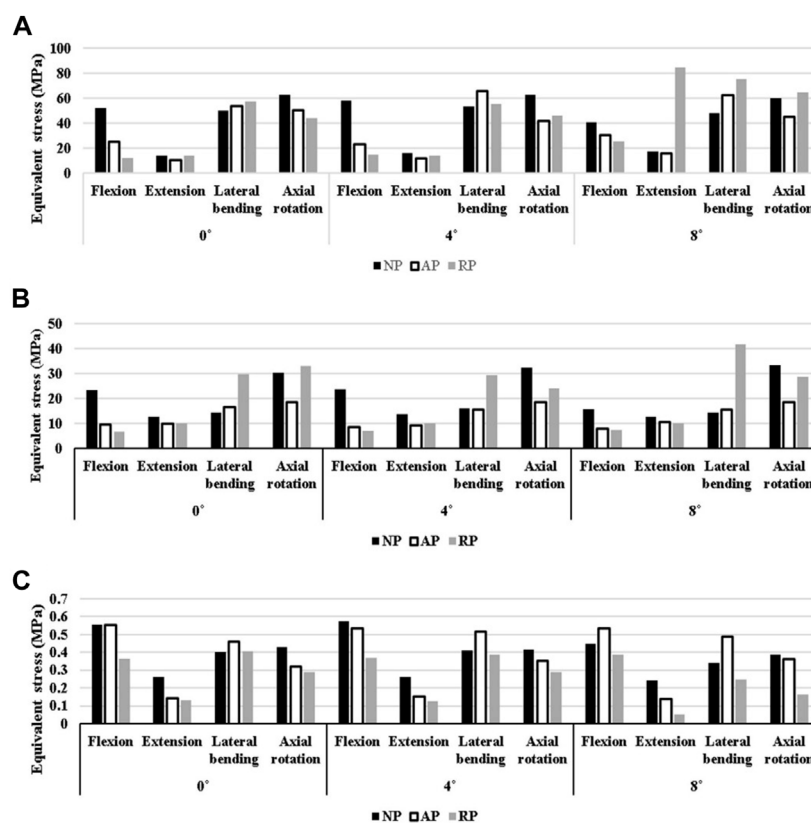 A
Equivalent stress (MPa)
100
80
60
40
20
0
Flexion Extension Lateral bending Axial rotation Flexion Extension Lateral bending Axial rotation Flexion Extension Lateral bending Axial rotation
0˚ 4˚ 8˚
NP AP RP
B
Equivalent stress (MPa)
50
40
30
20
10
0
Flexion Extension Lateral bending Axial rotation Flexion Extension Lateral bending Axial rotation Flexion Extension Lateral bending Axial rotation
0˚ 4˚ 8˚
NP AP RP
C
Equivalent stress (MPa)
0.7
0.6
0.5
0.4
0.3
0.2
0.1
0
Flexion Extension Lateral bending Axial rotation Flexion Extension Lateral bending Axial rotation Flexion Extension Lateral bending Axial rotation
0˚ 4˚ 8˚
NP AP RP